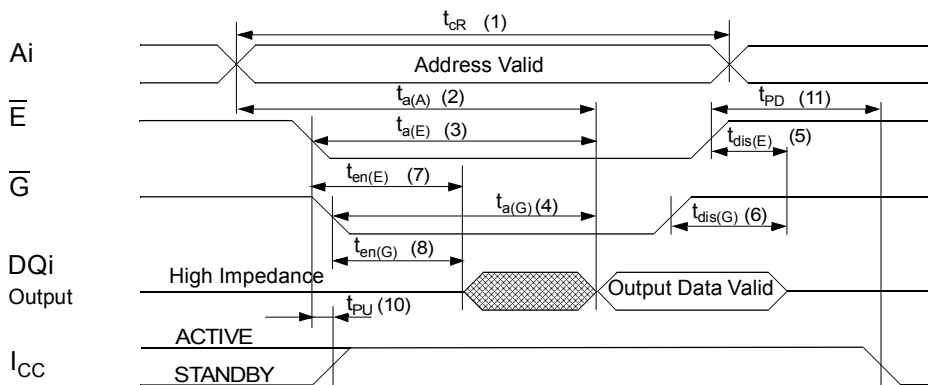 t_cR (1)
Ai
Address Valid
t_a(A) (2)
t_PD (11)
E̅
t_a(E) (3)
t_dis(E) (5)
t_en(E) (7)
G̅
t_a(G) (4)
t_dis(G) (6)
t_en(G) (8)
DQi
Output
High Impedance
Output Data Valid
t_PU (10)
ACTIVE
I_CC
STANDBY